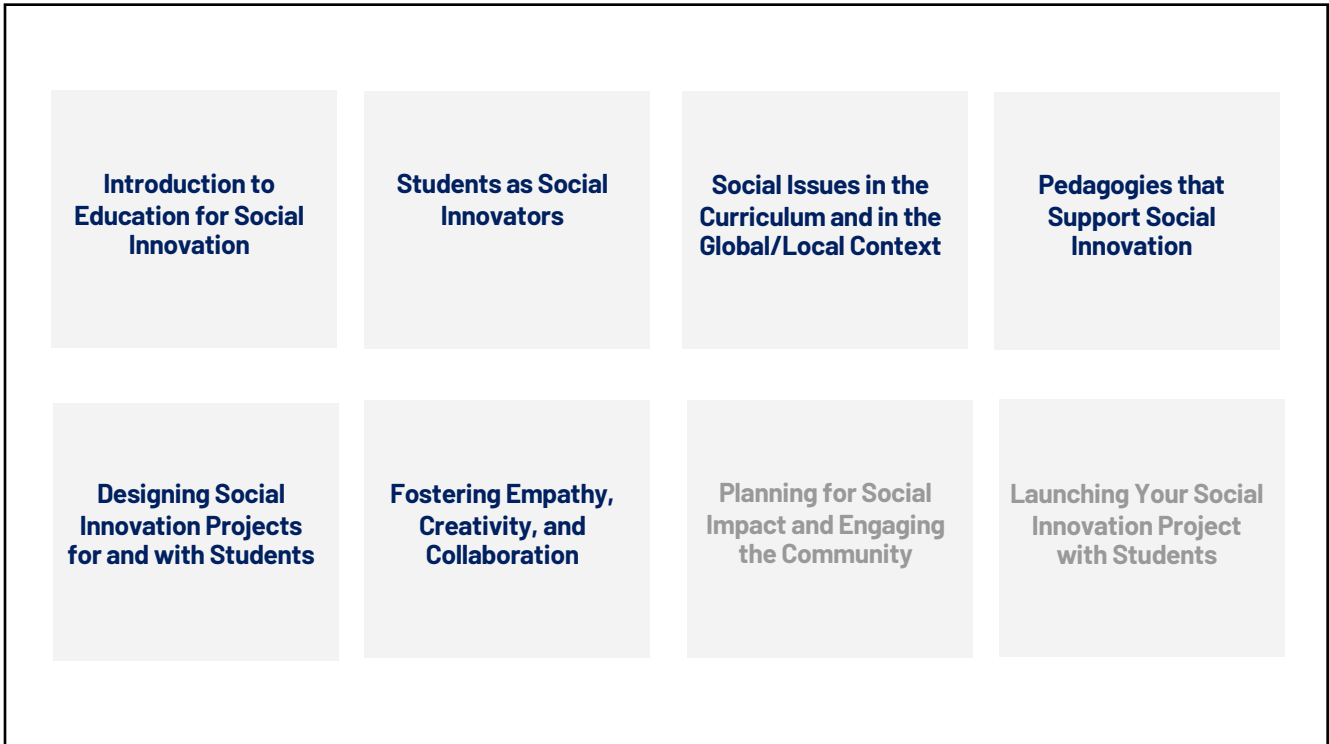 Introduction to
Education for Social
Innovation
Students as Social
Innovators
Social Issues in the
Curriculum and in the
Global/Local Context
Pedagogies that
Support Social
Innovation
Designing Social
Innovation Projects
for and with Students
Fostering Empathy,
Creativity, and
Collaboration
Planning for Social
Impact and Engaging
the Community
Launching Your Social
Innovation Project
with Students